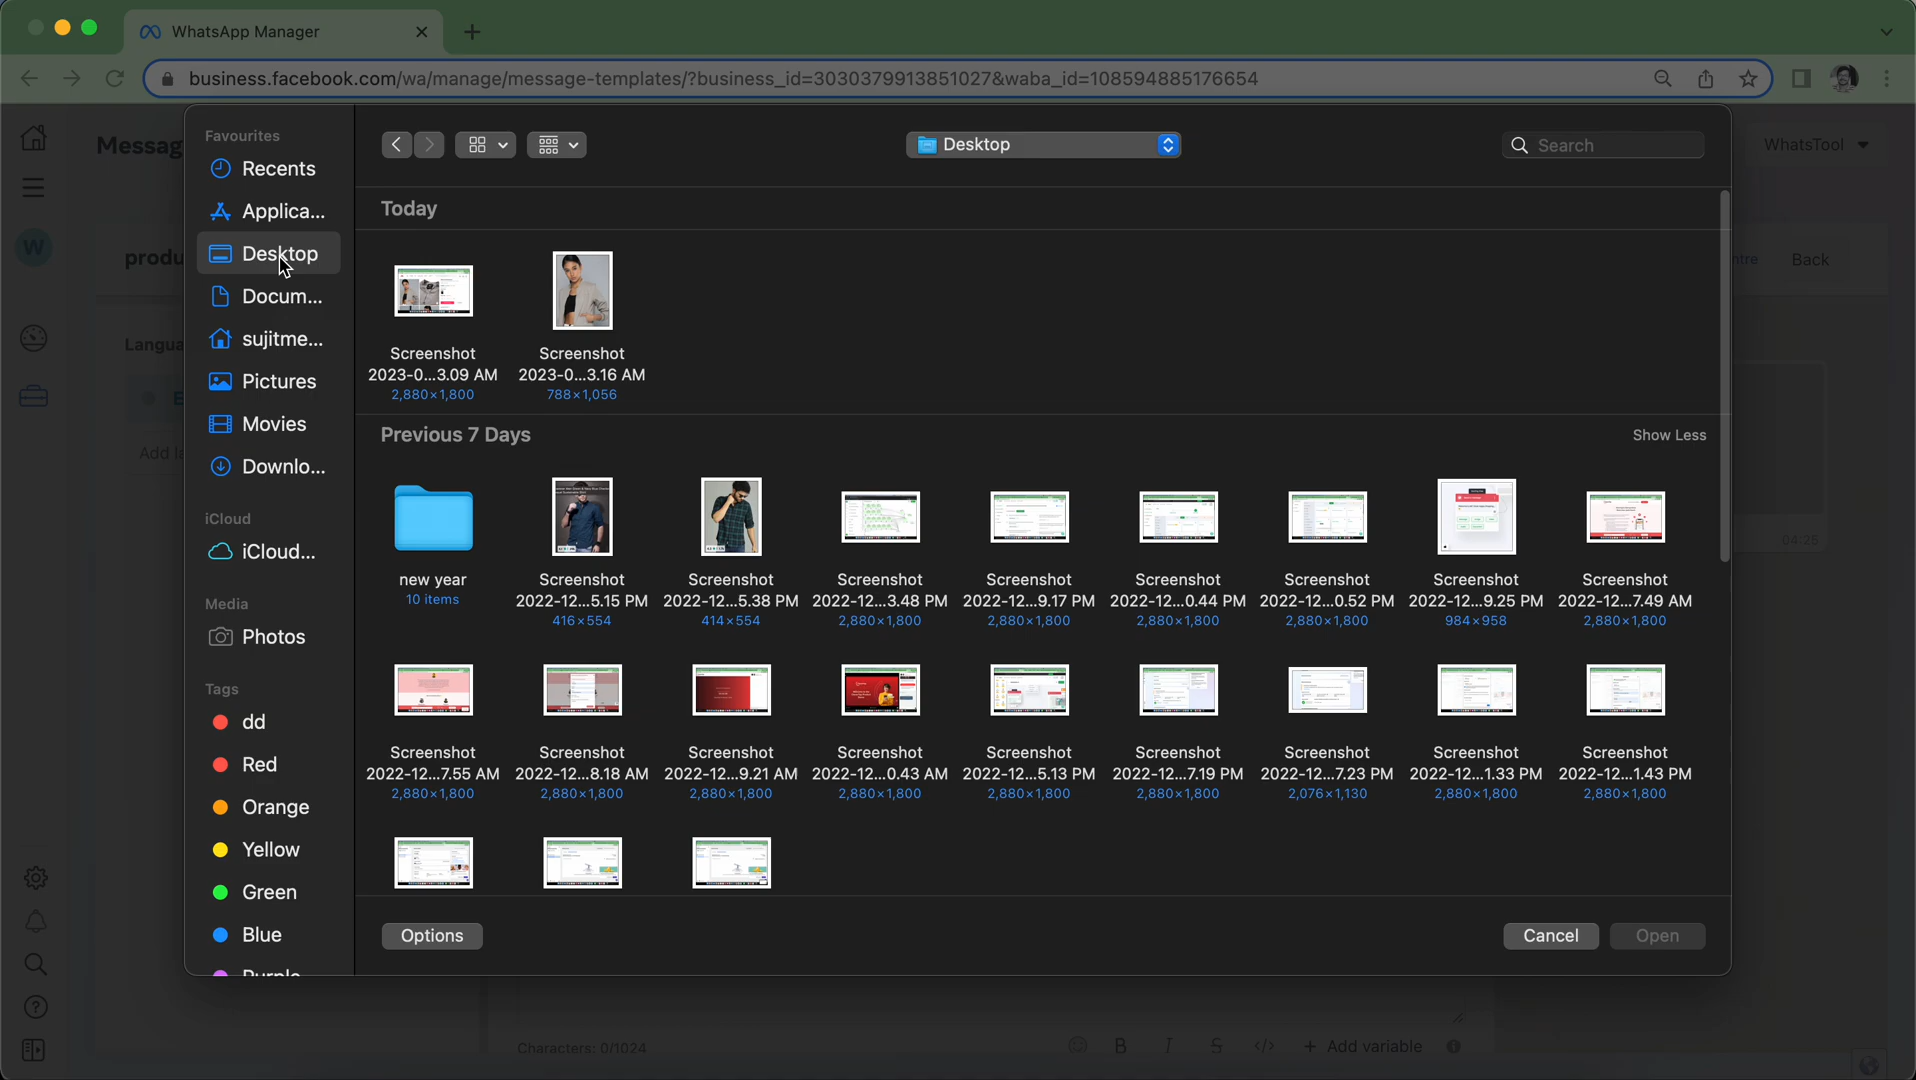 WhatsApp Manager
business.facebook.com/wa/manage/message-templates/?business_id=3030379913851027&waba_id=108594885176654
Messag
WhatsTool
W
produ
Back
Langua
04:26
Favourites
Recents
Applica...
Desktop
Docum...
sujitme...
Pictures
Movies
Downlo...
iCloud
iCloud...
Media
Photos
Tags
dd
Red
Orange
Yellow
Green
Blue
Purple
Desktop
Search
Today
Screenshot
2023-0...3.09 AM
2,880×1,800
Screenshot
2023-0...3.16 AM
788×1,056
Previous 7 Days
Show Less
new year
10 items
Screenshot
2022-12...5.15 PM
416×554
Screenshot
2022-12...5.38 PM
414×554
Screenshot
2022-12...3.48 PM
2,880×1,800
Screenshot
2022-12...9.17 PM
2,880×1,800
Screenshot
2022-12...0.44 PM
2,880×1,800
Screenshot
2022-12...0.52 PM
2,880×1,800
Screenshot
2022-12...9.25 PM
984×958
Screenshot
2022-12...7.49 AM
2,880×1,800
Screenshot
2022-12...7.55 AM
2,880×1,800
Screenshot
2022-12...8.18 AM
2,880×1,800
Screenshot
2022-12...9.21 AM
2,880×1,800
Screenshot
2022-12...0.43 AM
2,880×1,800
Screenshot
2022-12...5.13 PM
2,880×1,800
Screenshot
2022-12...7.19 PM
2,880×1,800
Screenshot
2022-12...7.23 PM
2,076×1,130
Screenshot
2022-12...1.33 PM
2,880×1,800
Screenshot
2022-12...1.43 PM
2,880×1,800
Options
Cancel
Open
Characters: 0/1024
B I S </> + Add variable